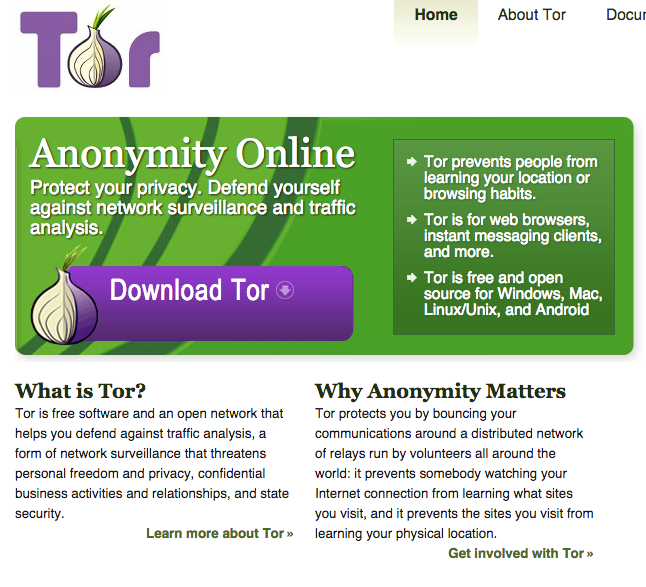 Tor
Home
About Tor
Docu
Anonymity Online
Protect your privacy. Defend yourself
against network surveillance and traffic
analysis.
Download Tor
Tor prevents people from
learning your location or
browsing habits.
Tor is for web browsers,
instant messaging clients,
and more.
Tor is free and open
source for Windows, Mac,
Linux/Unix, and Android
What is Tor?
Tor is free software and an open network that
helps you defend against traffic analysis, a
form of network surveillance that threatens
personal freedom and privacy, confidential
business activities and relationships, and state
security.
Learn more about Tor »
Why Anonymity Matters
Tor protects you by bouncing your
communications around a distributed network
of relays run by volunteers all around the
world: it prevents somebody watching your
Internet connection from learning what sites
you visit, and it prevents the sites you visit from
learning your physical location.
Get involved with Tor »